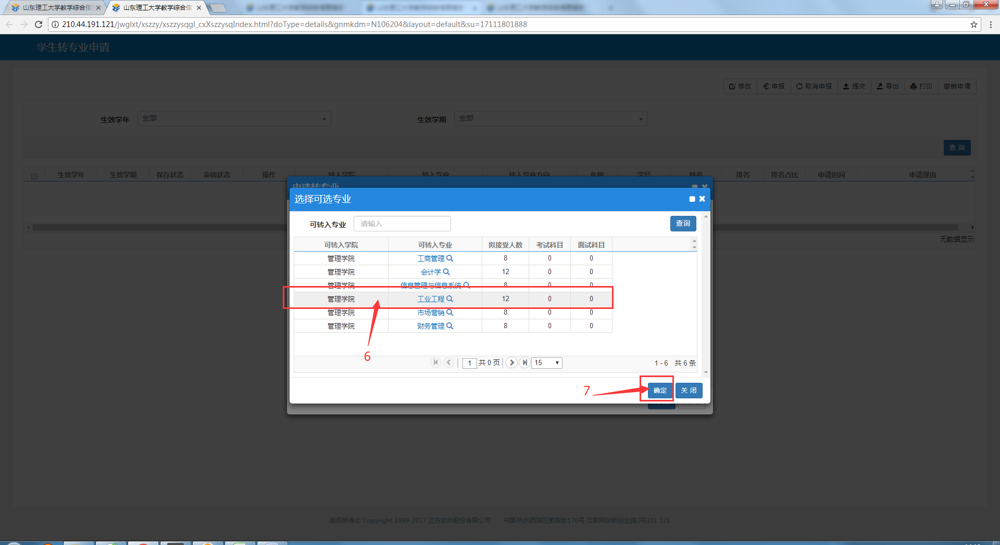 山东理工大学教学综合信
山东理工大学教学综合信
210.44.191.121/jwglxt/xszzy/xszzysqgl_cxXszzysqIndex.html?doType=details&gnmkdm=N106204&layout=default&su=17111801888
学生转专业申请
修改 申报 取消申报 提交 导出 打印 撤销申请
生效学年 全部 生效学期 全部
查 询
生效学年 生效学期 保存状态 审核状态 操作 转入学院 转入专业 转入专业方向 年级 学号 姓名 排名 排名占比 申请时间 申请理由
无数据显示
申请转专业
选择可选专业
可转入专业 请输入 查询
可转入学院 可转入专业 拟接受人数 考试科目 面试科目
管理学院 工商管理 8 0 0
管理学院 会计学 12 0 0
管理学院 信息管理与信息系统 8 0 0
管理学院 工业工程 12 0 0
管理学院 市场营销 8 0 0
管理学院 财务管理 8 0 0
6
1 共 0 页 15 1 - 6 共 6 条
7
确定 关 闭
版权所有© Copyright 1999-2017 正方软件股份有限公司 中国·杭州西湖区紫霞街176号 互联网创新创业园2号301 121